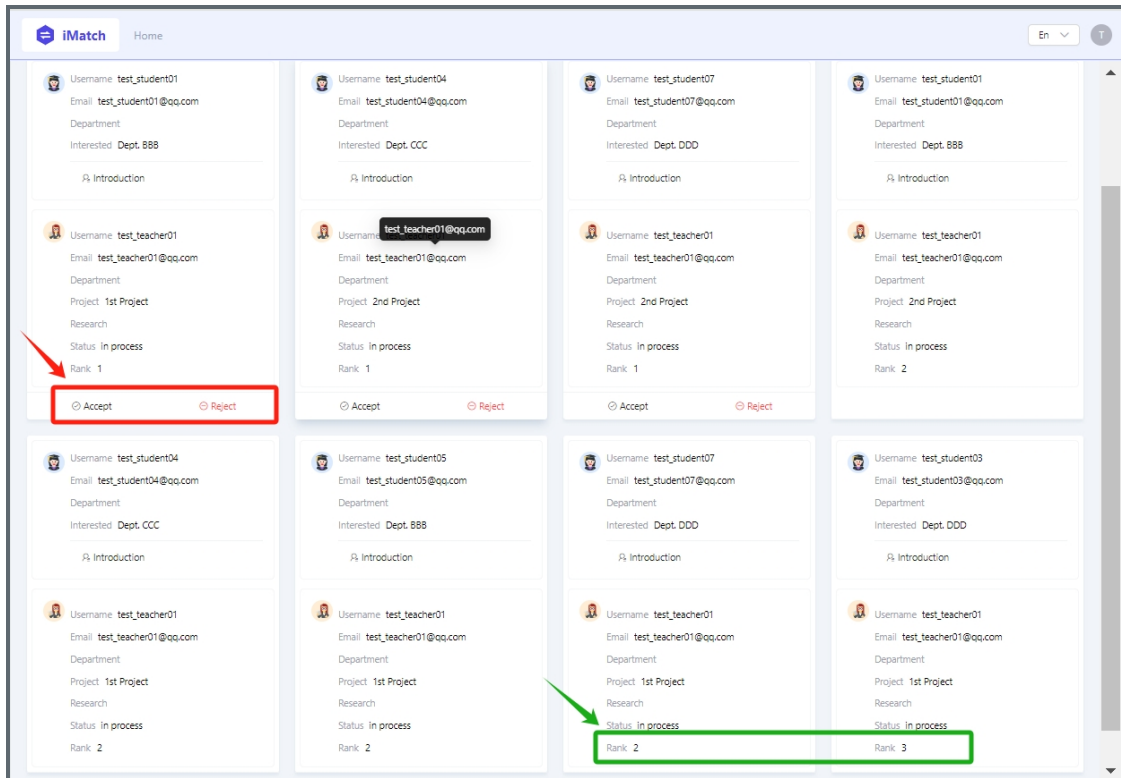 iMatch Home En T
Username test_student01
Email test_student01@qq.com
Department
Interested Dept. BBB
Introduction
Username test_teacher01
Email test_teacher01@qq.com
Department
Project 1st Project
Research
Status in process
Rank 1
Accept Reject
Username test_student04
Email test_student04@qq.com
Department
Interested Dept. CCC
Introduction
test_teacher01@qq.com
Username
Email test_teacher01@qq.com
Department
Project 2nd Project
Research
Status in process
Rank 1
Accept Reject
Username test_student07
Email test_student07@qq.com
Department
Interested Dept. DDD
Introduction
Username test_teacher01
Email test_teacher01@qq.com
Department
Project 2nd Project
Research
Status in process
Rank 1
Accept Reject
Username test_student01
Email test_student01@qq.com
Department
Interested Dept. BBB
Introduction
Username test_teacher01
Email test_teacher01@qq.com
Department
Project 2nd Project
Research
Status in process
Rank 2
Username test_student04
Email test_student04@qq.com
Department
Interested Dept. CCC
Introduction
Username test_teacher01
Email test_teacher01@qq.com
Department
Project 1st Project
Research
Status in process
Rank 2
Username test_student05
Email test_student05@qq.com
Department
Interested Dept. BBB
Introduction
Username test_teacher01
Email test_teacher01@qq.com
Department
Project 1st Project
Research
Status in process
Rank 2
Username test_student07
Email test_student07@qq.com
Department
Interested Dept. DDD
Introduction
Username test_teacher01
Email test_teacher01@qq.com
Department
Project 1st Project
Research
Status in process
Rank 2
Username test_student03
Email test_student03@qq.com
Department
Interested Dept. DDD
Introduction
Username test_teacher01
Email test_teacher01@qq.com
Department
Project 1st Project
Research
Status in process
Rank 3